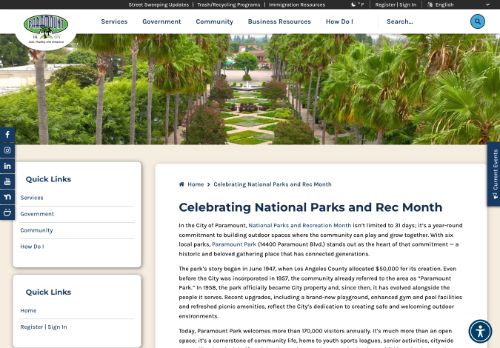 Street Sweeping Updates | Trash/Recycling Programs | Immigration Resources
° F
Register | Sign In
English
PARAMOUNT
Services
Government
Community
Business Resources
How Do I
Search...
Current Events
Quick Links
Services
Government
Community
How Do I
Quick Links
Home
Register | Sign In
Home > Celebrating National Parks and Rec Month
Celebrating National Parks and Rec Month
In the City of Paramount, National Parks and Recreation Month isn't limited to 31 days; it's a year-round
commitment to building outdoor spaces where the community can play and grow together. With six
local parks, Paramount Park (14400 Paramount Blvd.) stands out as the heart of that commitment — a
historic and beloved gathering place that has connected generations.
The park's story began in June 1947, when Los Angeles County allocated $50,000 for its creation. Even
before the City was incorporated in 1957, the community already referred to the area as "Paramount
Park." In 1958, the park officially became City property and, since then, it has evolved alongside the
people it serves. Recent upgrades, including a brand-new playground, enhanced gym and pool facilities
and refreshed picnic amenities, reflect the City's dedication to creating safe and welcoming outdoor
environments.
Today, Paramount Park welcomes more than 170,000 visitors annually. It's much more than an open
space; it's a cornerstone of community life, home to youth sports leagues, senior activities, citywide